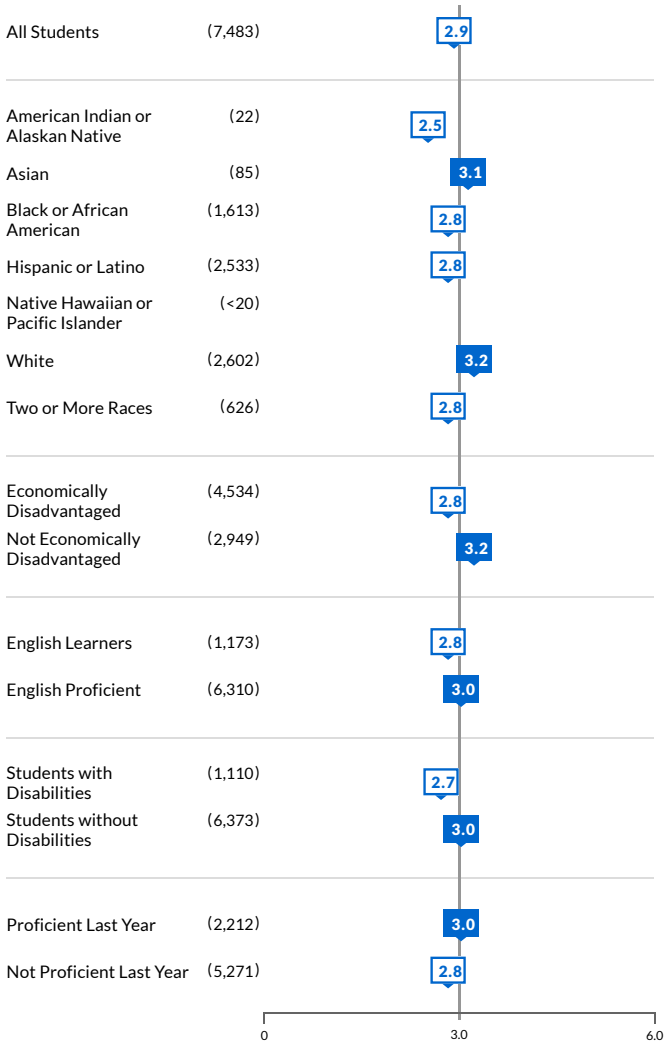 All Students (7,483) 2.9
American Indian or (22)
Alaskan Native 2.5
Asian (85) 3.1
Black or African (1,613)
American 2.8
Hispanic or Latino (2,533) 2.8
Native Hawaiian or (<20)
Pacific Islander
White (2,602) 3.2
Two or More Races (626) 2.8
Economically (4,534)
Disadvantaged 2.8
Not Economically (2,949)
Disadvantaged 3.2
English Learners (1,173) 2.8
English Proficient (6,310) 3.0
Students with (1,110)
Disabilities 2.7
Students without (6,373)
Disabilities 3.0
Proficient Last Year (2,212) 3.0
Not Proficient Last Year (5,271) 2.8
0 3.0 6.0